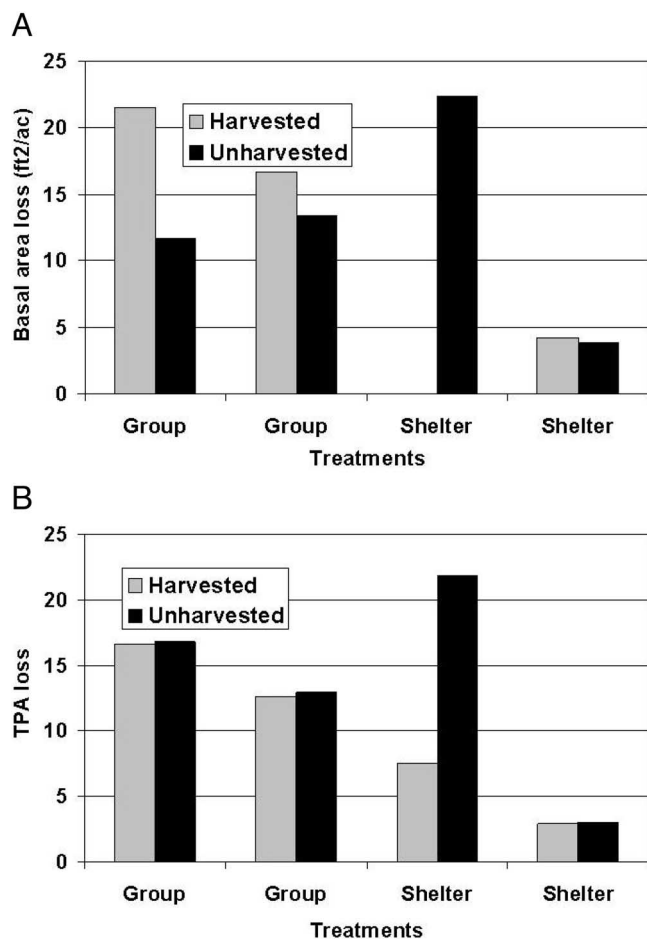 A
Basal area loss (ft2/ac)
25
20
15
10
5
0
Harvested
Unharvested
Group Group Shelter Shelter
Treatments
B
TPA loss
25
20
15
10
5
0
Harvested
Unharvested
Group Group Shelter Shelter
Treatments